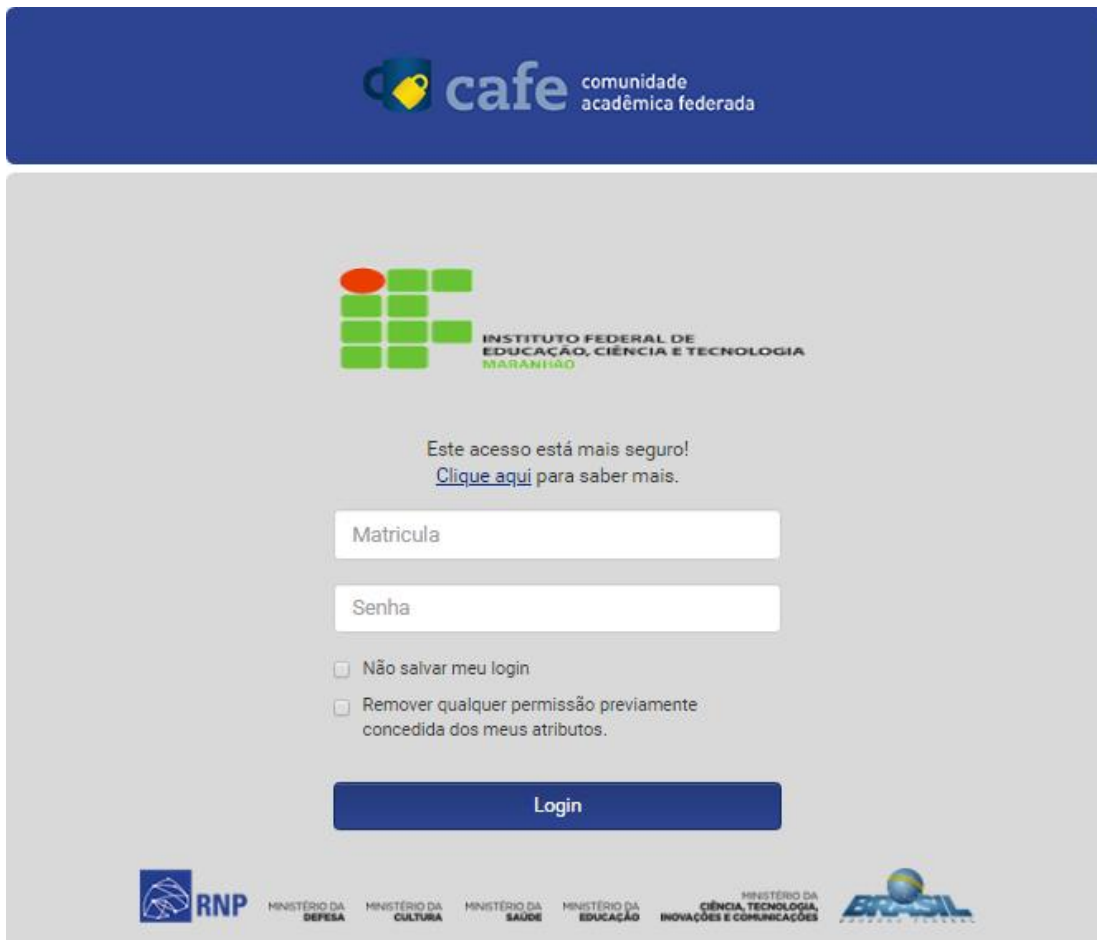 cafe comunidade
acadêmica federada
INSTITUTO FEDERAL DE
EDUCAÇÃO, CIÊNCIA E TECNOLOGIA
MARANHÃO
Este acesso está mais seguro!
Clique aqui para saber mais.
Matricula
Senha
Não salvar meu login
Remover qualquer permissão previamente
concedida dos meus atributos.
Login
RNP
MINISTÉRIO DA
DEFESA
MINISTÉRIO DA
CULTURA
MINISTÉRIO DA
SAÚDE
MINISTÉRIO DA
EDUCAÇÃO
MINISTÉRIO DA
CIÊNCIA, TECNOLOGIA,
INOVAÇÕES E COMUNICAÇÕES
BRASIL
GOVERNO FEDERAL